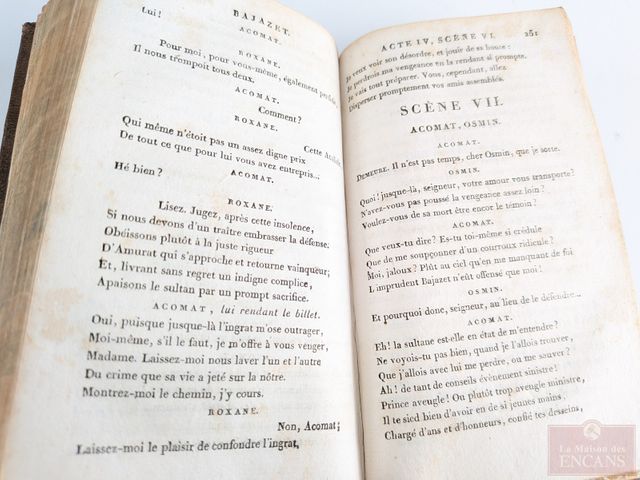 BAJAZET.
ACOMAT.
Lui!
ROXANE.
Pour moi, pour vous-même, également perfide,
Il nous trompoit tous deux.
ACOMAT.
Comment?
ROXANE.
Cette Atalide
Qui même n'étoit pas un assez digne prix
De tout ce que pour lui vous avez entrepris...
ACOMAT.
Hé bien?
ROXANE.
Lisez. Jugez, après cette insolence,
Si nous devons d'un traître embrasser la défense.
Obéissons plutôt à la juste rigueur
D'Amurat qui s'approche et retourne vainqueur;
Et, livrant sans regret un indigne complice,
Apaisons le sultan par un prompt sacrifice.
ACOMAT, lui rendant le billet.
Oui, puisque jusque-là l'ingrat m'ose outrager,
Moi-même, s'il le faut, je m'offre à vous venger,
Madame. Laissez-moi nous laver l'un et l'autre
Du crime que sa vie a jeté sur la nôtre.
Montrez-moi le chemin, j'y cours.
ROXANE.
Non, Acomat;
Laissez-moi le plaisir de confondre l'ingrat,
ACTE IV, SCÈNE VI. 251
Je veux voir son désordre, et jouir de sa honte:
Je perdrois ma vengeance en la rendant si prompte.
Je vais tout préparer. Vous, cependant, allez
Disperser promptement vos amis assemblés.
SCÈNE VII.
ACOMAT, OSMIN.
ACOMAT.
DEMEURE. Il n'est pas temps, cher Osmin, que je sorte.
OSMIN.
Quoi! jusque-là, seigneur, votre amour vous transporte?
N'avez-vous pas poussé la vengeance assez loin?
Voulez-vous de sa mort être encor le témoin?
ACOMAT.
Que veux-tu dire? Es-tu toi-même si crédule
Que de me soupçonner d'un courroux ridicule?
Moi, jaloux? Plût au ciel qu'en me manquant de foi
L'imprudent Bajazet n'eût offensé que moi!
OSMIN.
Et pourquoi donc, seigneur, au lieu de le défendre...
ACOMAT.
Eh! la sultane est-elle en état de m'entendre?
Ne voyois-tu pas bien, quand je l'allois trouver,
Que j'allois avec lui me perdre, ou me sauver?
Ah! de tant de conseils évènement sinistre!
Prince aveugle! Ou plutôt trop aveugle ministre,
Il te sied bien d'avoir en de si jeunes mains,
Chargé d'ans et d'honneurs, confié tes desseins,
La Maison des
ENCANS